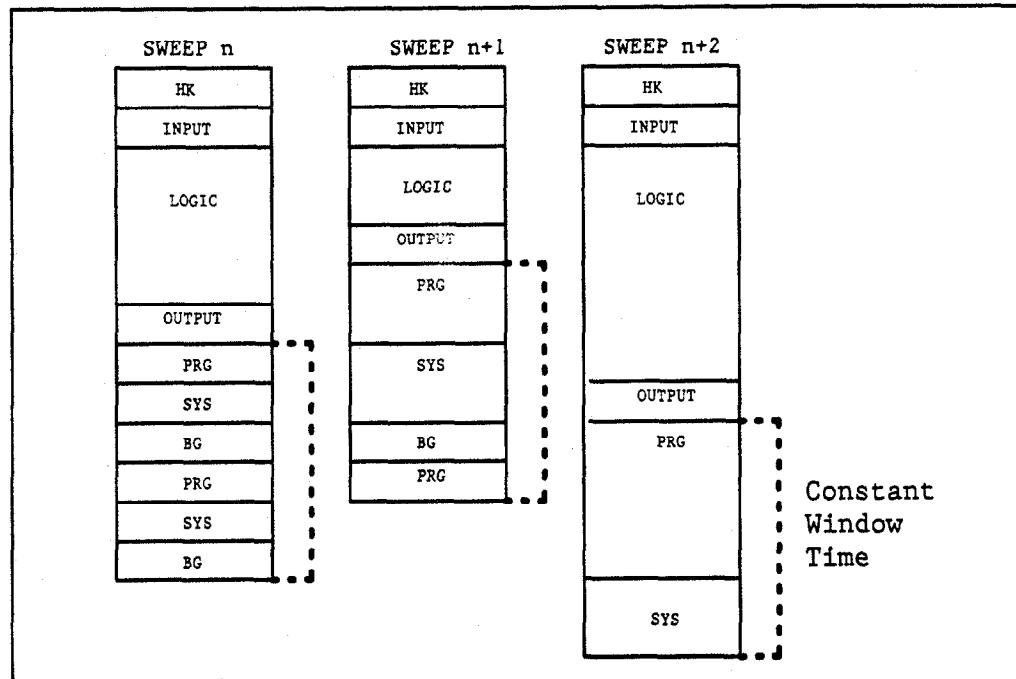 SWEEP n
HK
INPUT
LOGIC
OUTPUT
PRG
SYS
BG
PRG
SYS
BG
SWEEP n+1
HK
INPUT
LOGIC
OUTPUT
PRG
SYS
BG
PRG
SWEEP n+2
HK
INPUT
LOGIC
OUTPUT
PRG
SYS
Constant
Window
Time